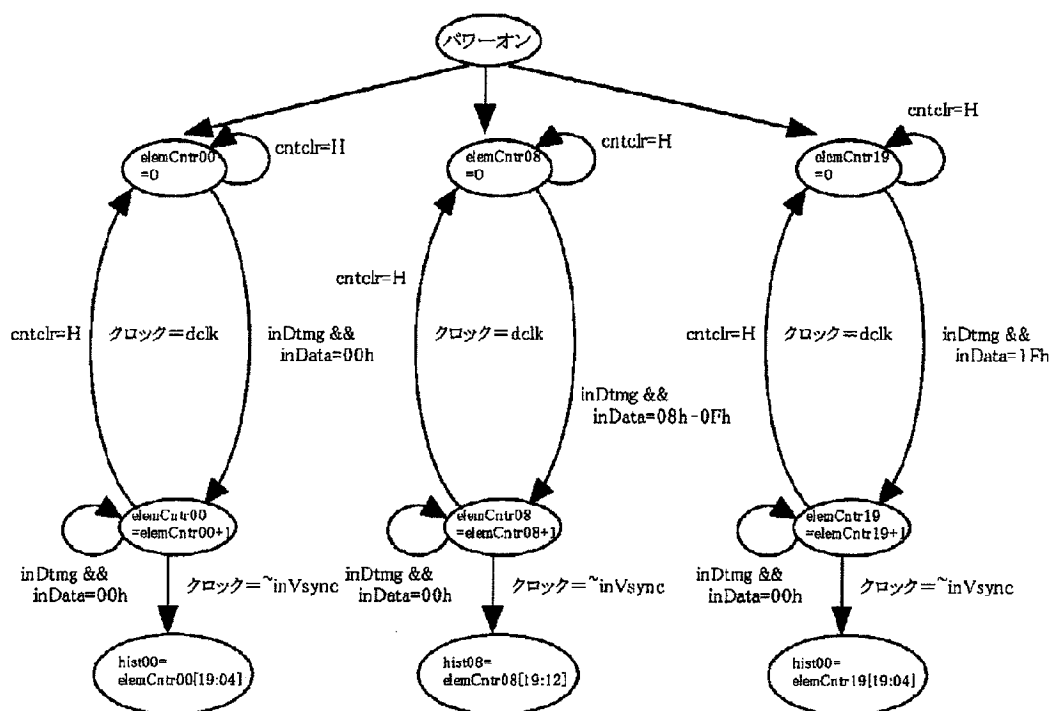 パワーオン
cntclr=H
cntclr=H
cntclr=H
elemCntr00
=0
elemCntr08
=0
elemCntr19
=0
cntclr=H
クロック＝dclk
inDtmg &&
inData=00h
cntclr=H
クロック＝dclk
inDtmg &&
inData=08h-0Fh
cntclr=H
クロック＝dclk
inDtmg &&
inData=1Fh
elemCntr00
=elemCntr00+1
elemCntr08
=elemCntr08+1
elemCntr19
=elemCntr19+1
inDtmg &&
inData=00h
クロック＝~inVsync
inDtmg &&
inData=00h
クロック＝~inVsync
inDtmg &&
inData=00h
クロック＝~inVsync
hist00=
elemCntr00[19:04]
hist08=
elemCntr08[19:12]
hist00=
elemCntr19[19:04]